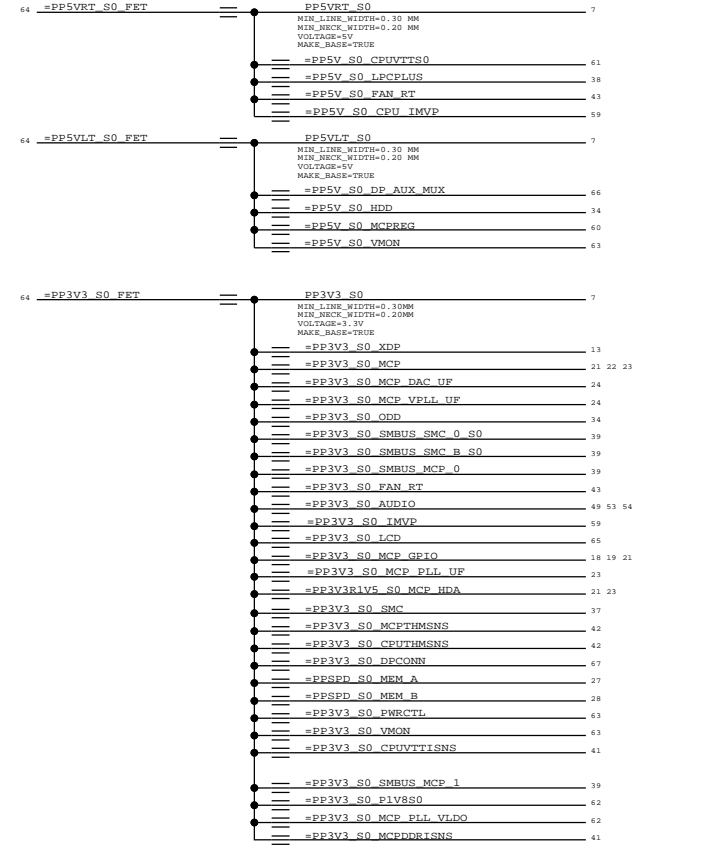 64 =PP5VRT_S0_FET PP5VRT_S0 7
MIN_LINE_WIDTH=0.30 MM
MIN_NECK_WIDTH=0.20 MM
VOLTAGE=5V
MAKE_BASE=TRUE
=PP5V_S0_CPUVTTS0 61
=PP5V_S0_LPCPLUS 38
=PP5V_S0_FAN_RT 43
=PP5V_S0_CPU_IMVP 59
64 =PP5VLT_S0_FET PP5VLT_S0 7
MIN_LINE_WIDTH=0.30 MM
MIN_NECK_WIDTH=0.20 MM
VOLTAGE=5V
MAKE_BASE=TRUE
=PP5V_S0_DP_AUX_MUX 66
=PP5V_S0_HDD 34
=PP5V_S0_MCPREG 60
=PP5V_S0_VMON 63
64 =PP3V3_S0_FET PP3V3_S0 7
MIN_LINE_WIDTH=0.30MM
MIN_NECK_WIDTH=0.20MM
VOLTAGE=3.3V
MAKE_BASE=TRUE
=PP3V3_S0_XDP 13
=PP3V3_S0_MCP 21 22 23
=PP3V3_S0_MCP_DAC_UF 24
=PP3V3_S0_MCP_VPLL_UF 24
=PP3V3_S0_ODD 34
=PP3V3_S0_SMBUS_SMC_0_S0 39
=PP3V3_S0_SMBUS_SMC_B_S0 39
=PP3V3_S0_SMBUS_MCP_0 39
=PP3V3_S0_FAN_RT 43
=PP3V3_S0_AUDIO 49 53 54
=PP3V3_S0_IMVP 59
=PP3V3_S0_LCD 65
=PP3V3_S0_MCP_GPIO 18 19 21
=PP3V3_S0_MCP_PLL_UF 23
=PP3V3R1V5_S0_MCP_HDA 21 23
=PP3V3_S0_SMC 37
=PP3V3_S0_MCPTHMSNS 42
=PP3V3_S0_CPUTHMSNS 42
=PP3V3_S0_DPCONN 67
=PPSPD_S0_MEM_A 27
=PPSPD_S0_MEM_B 28
=PP3V3_S0_PWRCTL 63
=PP3V3_S0_VMON 63
=PP3V3_S0_CPUVTTISNS 41
=PP3V3_S0_SMBUS_MCP_1 39
=PP3V3_S0_P1V8S0 62
=PP3V3_S0_MCP_PLL_VLDO 62
=PP3V3_S0_MCPDDRISNS 41